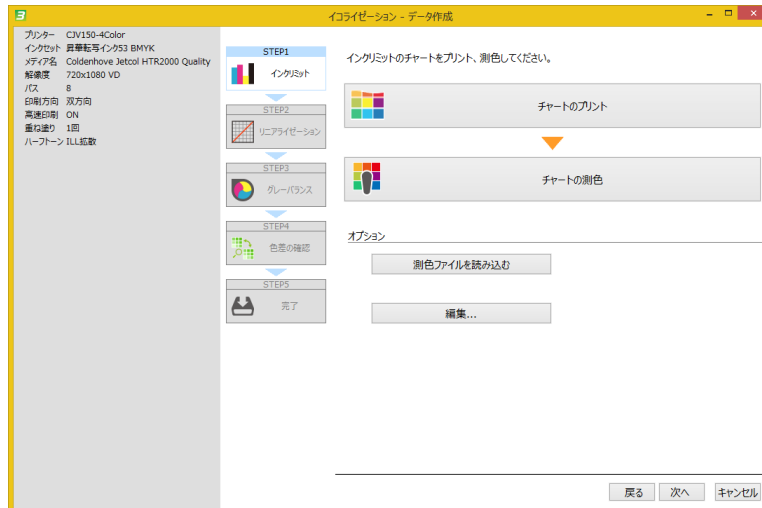 イコライゼーション - データ作成
プリンター CJV150-4Color
インクセット 昇華転写インク53 BMYK
メディア名 Coldenhove Jetcol HTR2000 Quality
解像度 720x1080 VD
パス 8
印刷方向 双方向
高速印刷 ON
重ね塗り 1回
ハーフトーン ILL拡散
STEP1
インクリミット
STEP2
リニアライゼーション
STEP3
グレーバランス
STEP4
色差の確認
STEP5
完了
インクリミットのチャートをプリント、測色してください。
チャートのプリント
チャートの測色
オプション
測色ファイルを読み込む
編集...
戻る 次へ キャンセル